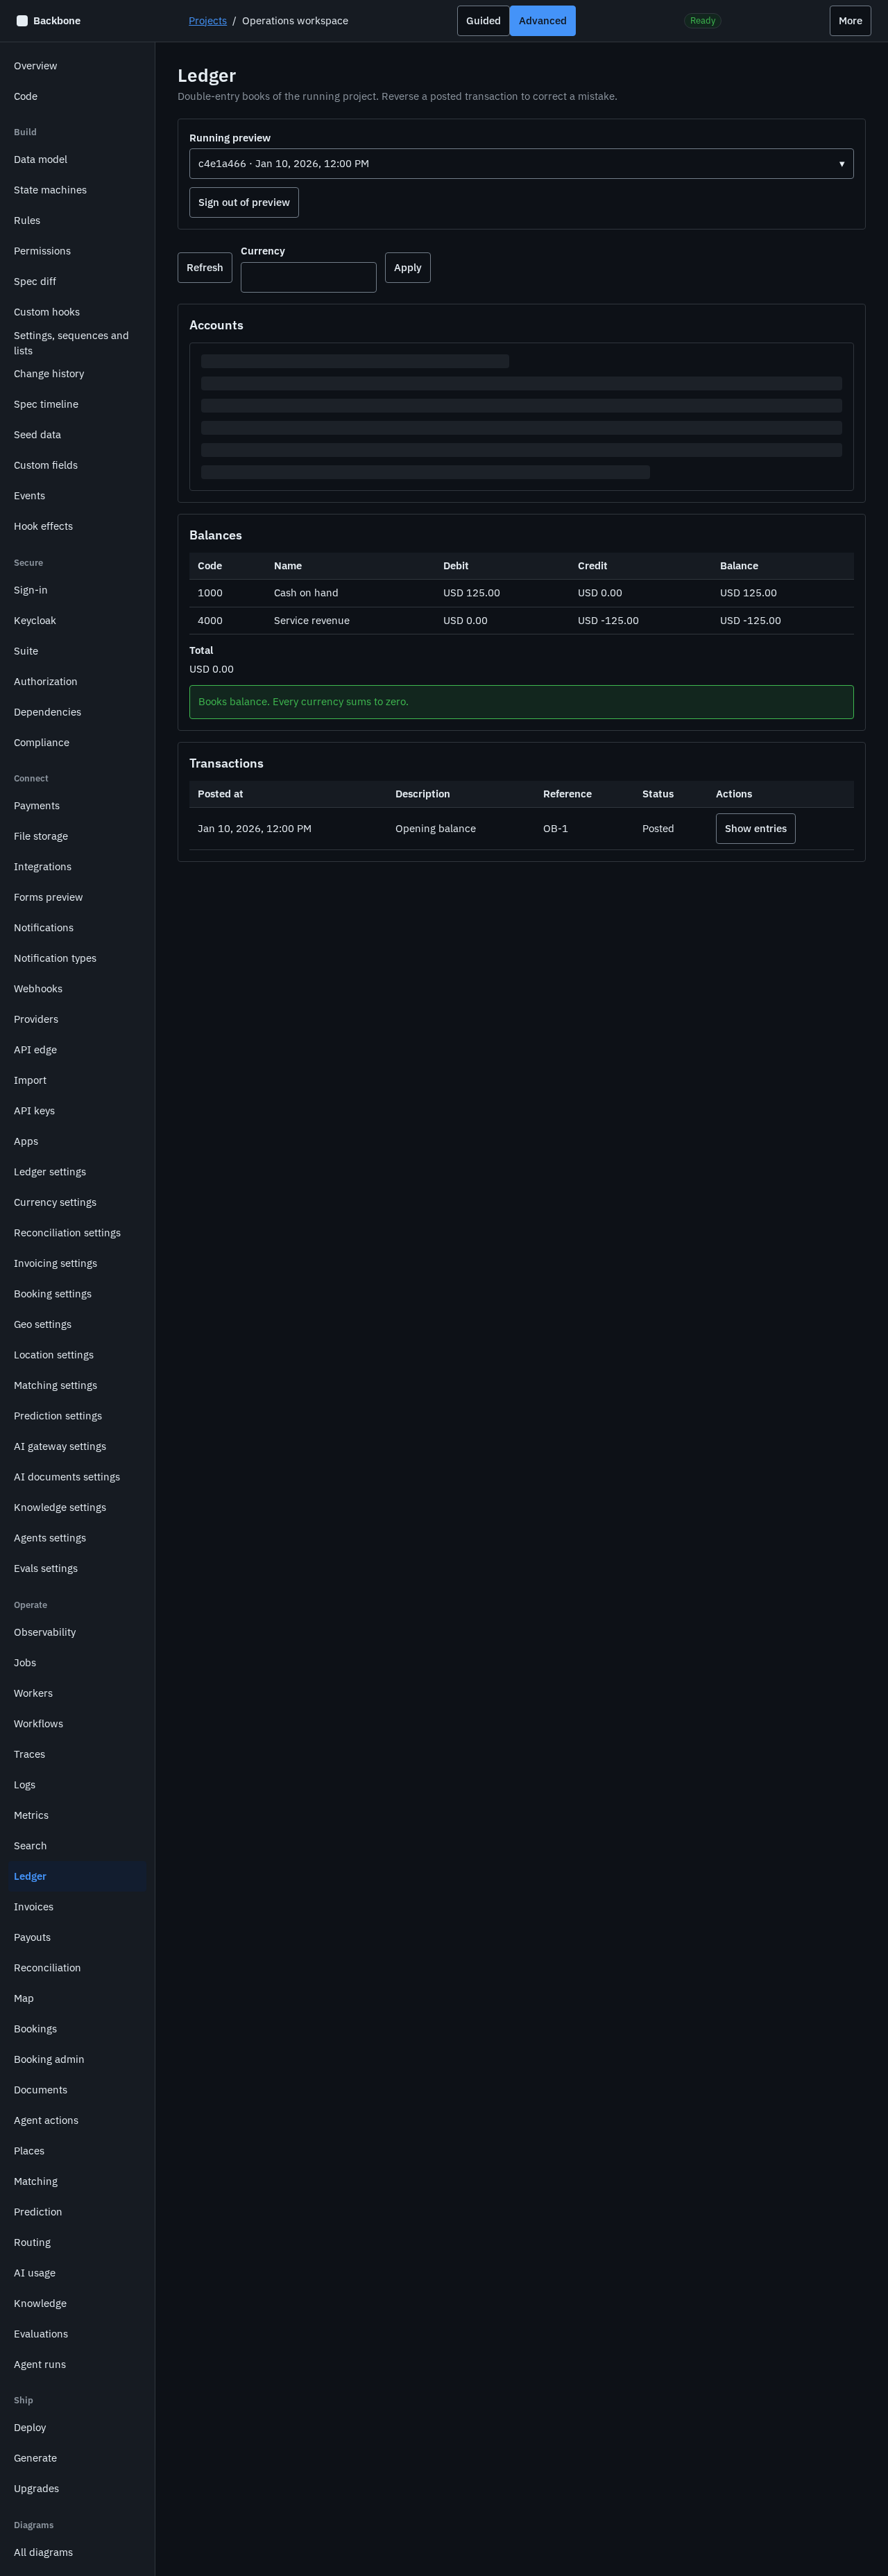 Backbone
Projects / Operations workspace
Guided
Advanced
Ready
More
Overview
Code
Build
Data model
State machines
Rules
Permissions
Spec diff
Custom hooks
Settings, sequences and
lists
Change history
Spec timeline
Seed data
Custom fields
Events
Hook effects
Secure
Sign-in
Keycloak
Suite
Authorization
Dependencies
Compliance
Connect
Payments
File storage
Integrations
Forms preview
Notifications
Notification types
Webhooks
Providers
API edge
Import
API keys
Apps
Ledger settings
Currency settings
Reconciliation settings
Invoicing settings
Booking settings
Geo settings
Location settings
Matching settings
Prediction settings
AI gateway settings
AI documents settings
Knowledge settings
Agents settings
Evals settings
Operate
Observability
Jobs
Workers
Workflows
Traces
Logs
Metrics
Search
Ledger
Invoices
Payouts
Reconciliation
Map
Bookings
Booking admin
Documents
Agent actions
Places
Matching
Prediction
Routing
AI usage
Knowledge
Evaluations
Agent runs
Ship
Deploy
Generate
Upgrades
Diagrams
All diagrams
Ledger
Double-entry books of the running project. Reverse a posted transaction to correct a mistake.
Running preview
c4e1a466 · Jan 10, 2026, 12:00 PM
Sign out of preview
Refresh
Currency
Apply
Accounts
Balances
Code Name Debit Credit Balance
1000 Cash on hand USD 125.00 USD 0.00 USD 125.00
4000 Service revenue USD 0.00 USD -125.00 USD -125.00
Total
USD 0.00
Books balance. Every currency sums to zero.
Transactions
Posted at Description Reference Status Actions
Jan 10, 2026, 12:00 PM Opening balance OB-1 Posted Show entries